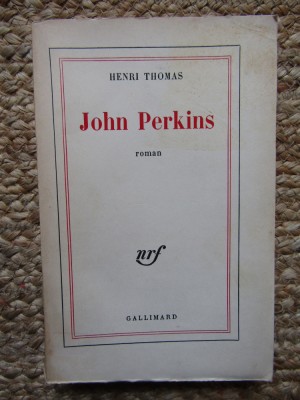 HENRI THOMAS
John Perkins
roman
nrf
GALLIMARD